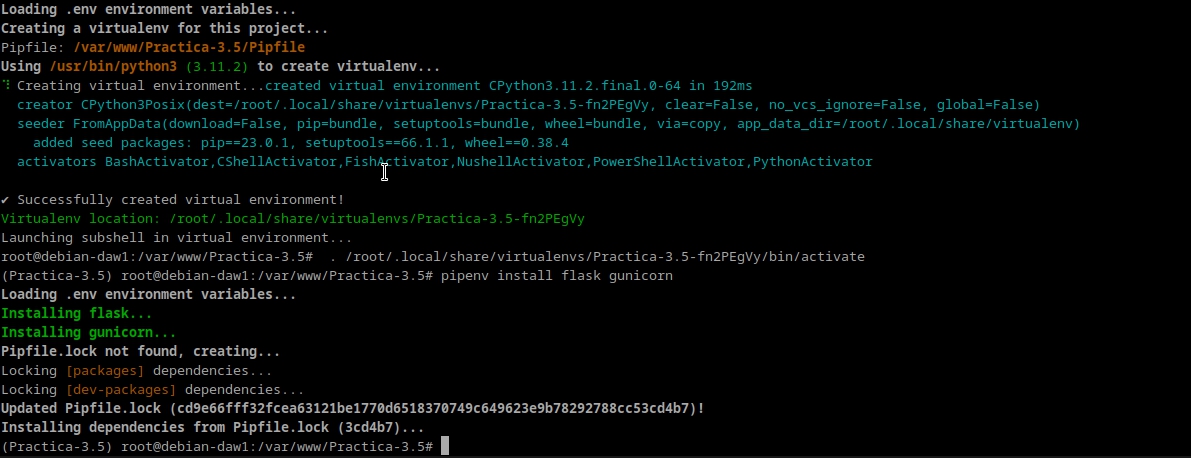 Loading .env environment variables...
Creating a virtualenv for this project...
Pipfile: /var/www/Practica-3.5/Pipfile
Using /usr/bin/python3 (3.11.2) to create virtualenv...
⠹ Creating virtual environment...created virtual environment CPython3.11.2.final.0-64 in 192ms
  creator CPython3Posix(dest=/root/.local/share/virtualenvs/Practica-3.5-fn2PEgVy, clear=False, no_vcs_ignore=False, global=False)
  seeder FromAppData(download=False, pip=bundle, setuptools=bundle, wheel=bundle, via=copy, app_data_dir=/root/.local/share/virtualenv)
    added seed packages: pip==23.0.1, setuptools==66.1.1, wheel==0.38.4
  activators BashActivator,CShellActivator,FishActivator,NushellActivator,PowerShellActivator,PythonActivator

✔ Successfully created virtual environment!
Virtualenv location: /root/.local/share/virtualenvs/Practica-3.5-fn2PEgVy
Launching subshell in virtual environment...
root@debian-daw1:/var/www/Practica-3.5#  . /root/.local/share/virtualenvs/Practica-3.5-fn2PEgVy/bin/activate
(Practica-3.5) root@debian-daw1:/var/www/Practica-3.5# pipenv install flask gunicorn
Loading .env environment variables...
Installing flask...
Installing gunicorn...
Pipfile.lock not found, creating...
Locking [packages] dependencies...
Locking [dev-packages] dependencies...
Updated Pipfile.lock (cd9e66fff32fcea63121be1770d6518370749c649623e9b78292788cc53cd4b7)!
Installing dependencies from Pipfile.lock (3cd4b7)...
(Practica-3.5) root@debian-daw1:/var/www/Practica-3.5#